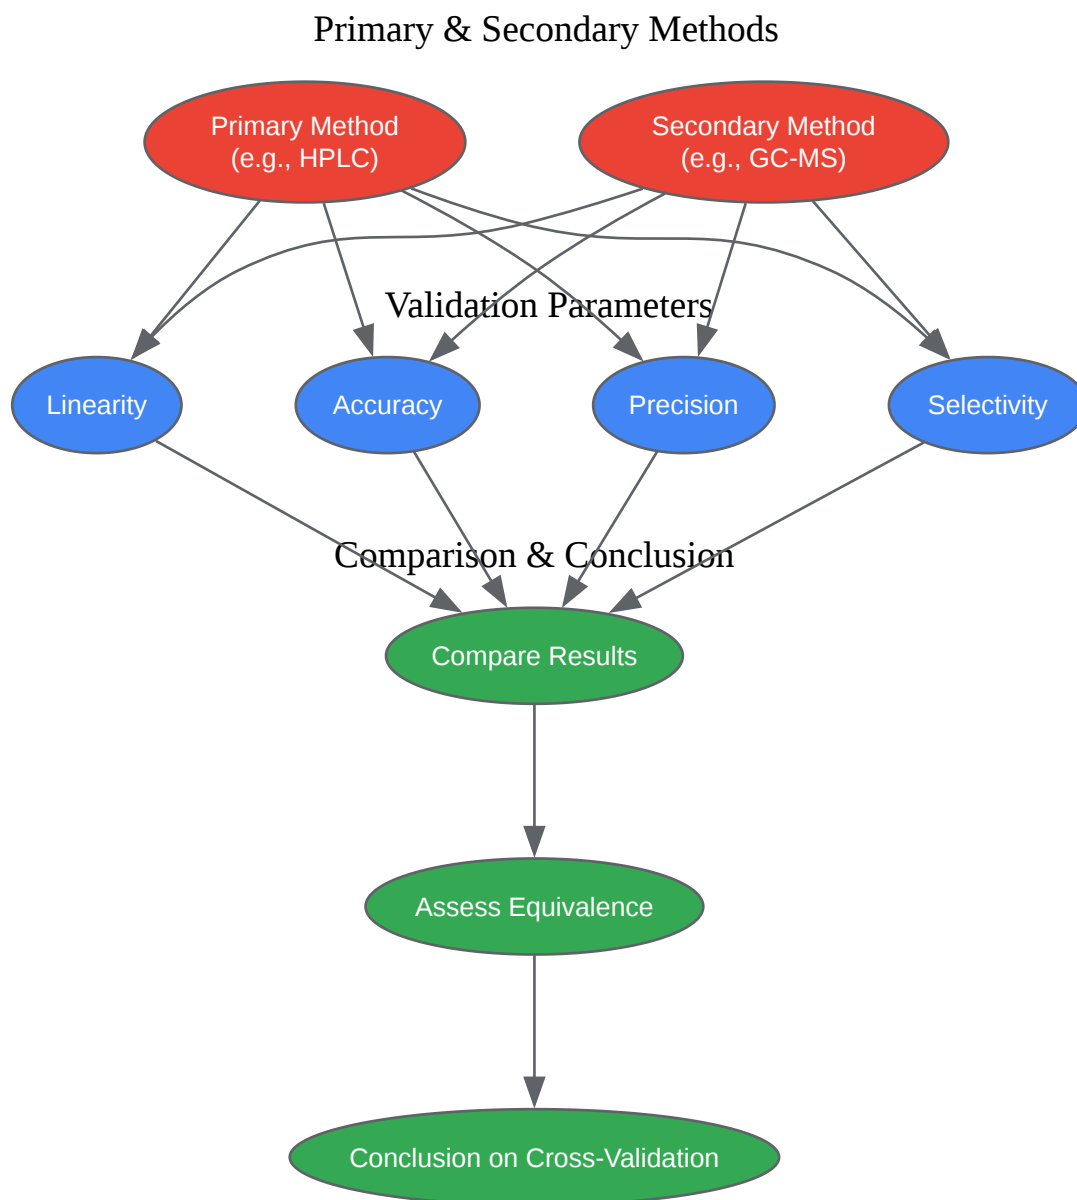 Primary & Secondary Methods
Primary Method
(e.g., HPLC)
Secondary Method
(e.g., GC-MS)
Validation Parameters
Linearity
Accuracy
Precision
Selectivity
Comparison & Conclusion
Compare Results
Assess Equivalence
Conclusion on Cross-Validation